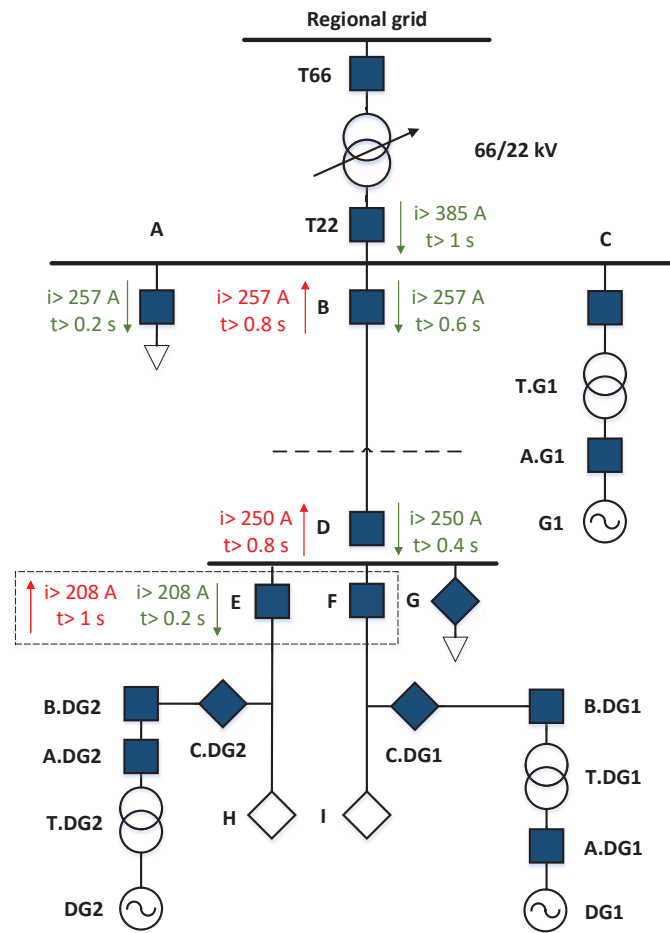 Regional grid
T66
66/22 kV
T22
i> 385 A
t> 1 s
A
C
i> 257 A
t> 0.2 s
i> 257 A
t> 0.8 s
B
i> 257 A
t> 0.6 s
T.G1
A.G1
G1
i> 250 A
t> 0.8 s
D
i> 250 A
t> 0.4 s
i> 208 A
t> 1 s
i> 208 A
t> 0.2 s
E
F
G
B.DG2
C.DG2
A.DG2
T.DG2
DG2
H
I
C.DG1
B.DG1
T.DG1
A.DG1
DG1